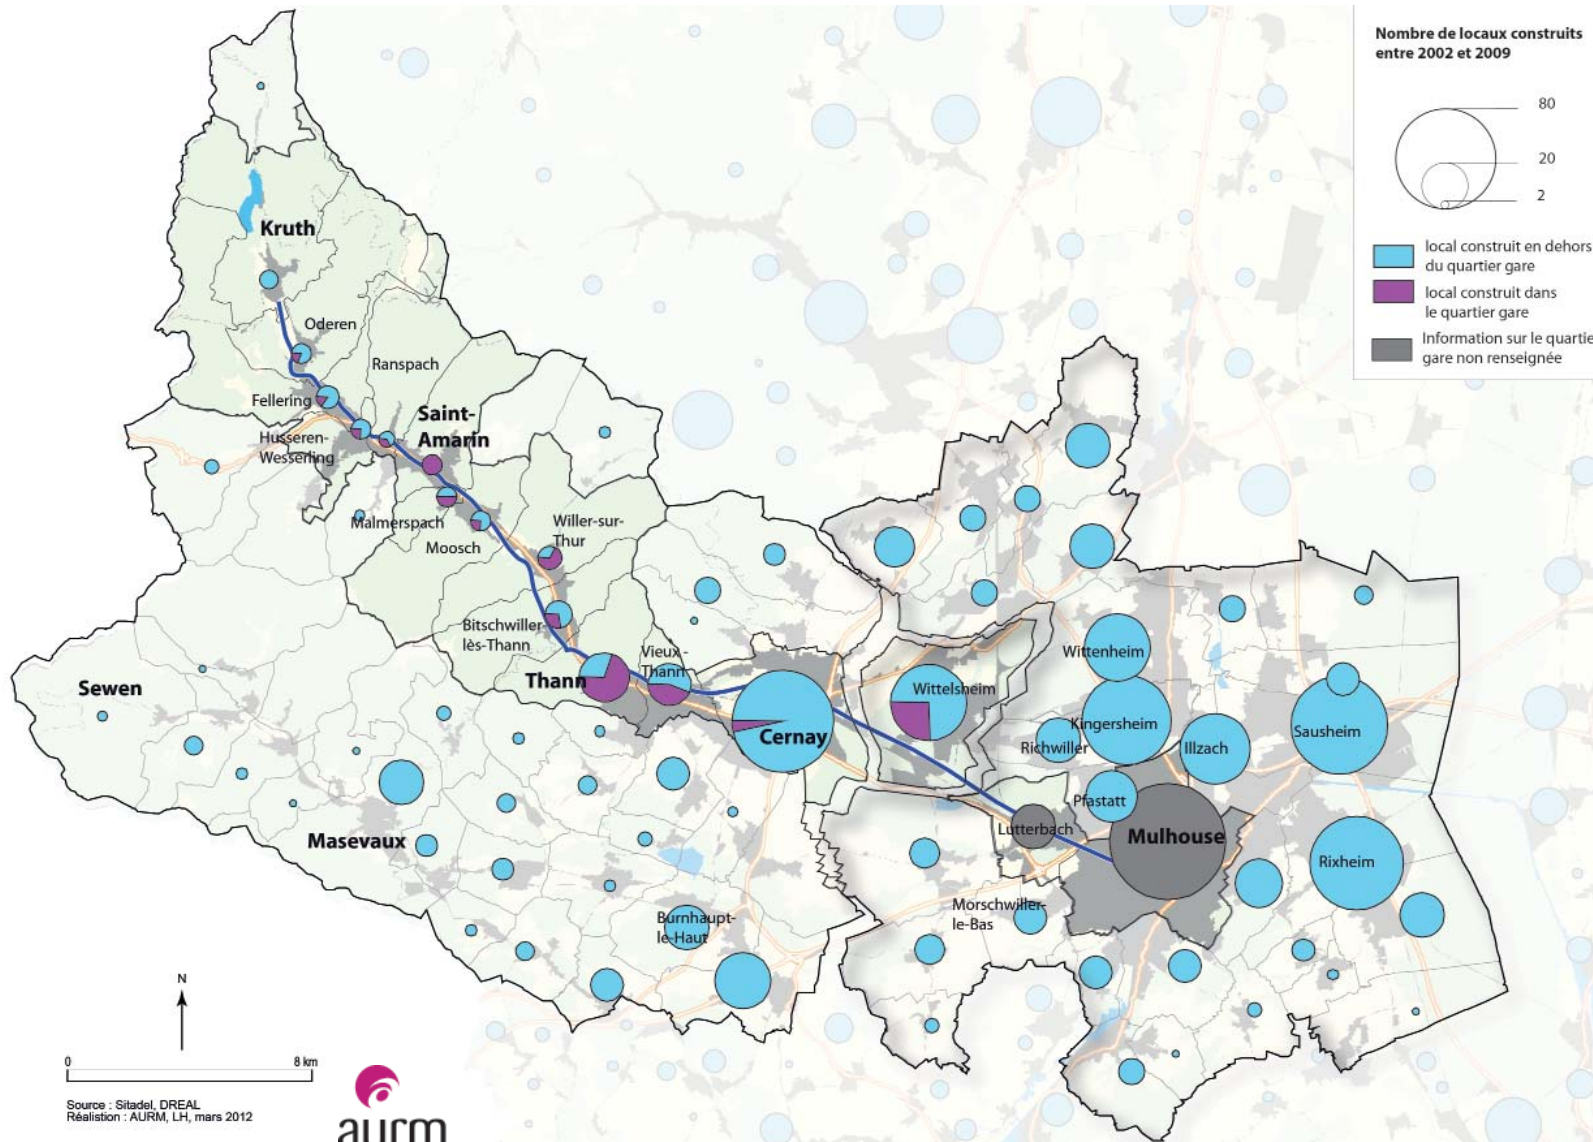 Nombre de locaux construits
entre 2002 et 2009
80
20
2
local construit en dehors
du quartier gare
local construit dans
le quartier gare
Information sur le quartie
gare non renseignée
Kruth
Oderen
Ranspach
Fellering
Saint-
Amarin
Husseren-
Wesserling
Malmerspach
Moosch
Willer-sur-
Thur
Bitschwiller-
lès-Thann
Vieux-
Thann
Thann
Sewen
Cernay
Wittelsheim
Wittenheim
Kingersheim
Richwiller
Illzach
Sausheim
Pfastatt
Lutterbach
Mulhouse
Rixheim
Masevaux
Burnhaupt-
le-Haut
Morschwiller-
le-Bas
N
0
8 km
Source : Sitadel, DREAL
Réalistion : AURM, LH, mars 2012
aurm